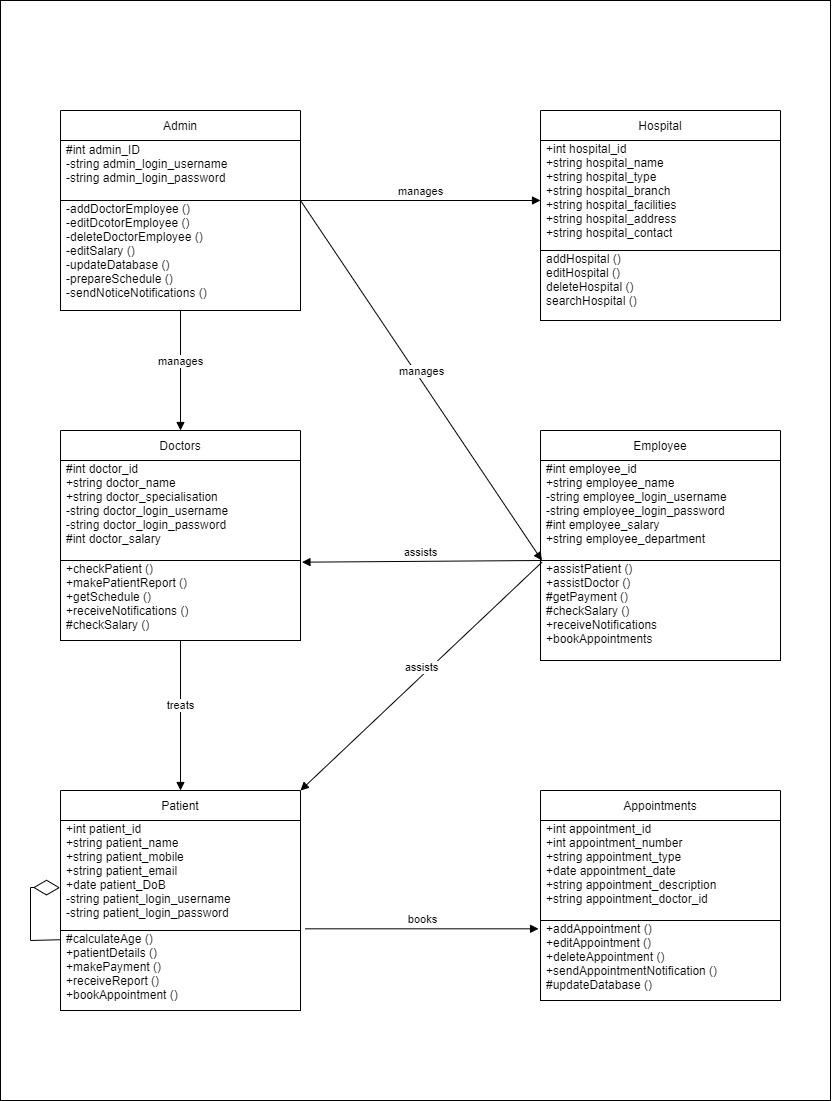 Admin
#int admin_ID
-string admin_login_username
-string admin_login_password
-addDoctorEmployee ()
-editDcotorEmployee ()
-deleteDoctorEmployee ()
-editSalary ()
-updateDatabase ()
-prepareSchedule ()
-sendNoticeNotifications ()
manages
Hospital
+int hospital_id
+string hospital_name
+string hospital_type
+string hospital_branch
+string hospital_facilities
+string hospital_address
+string hospital_contact
addHospital ()
editHospital ()
deleteHospital ()
searchHospital ()
manages
manages
Doctors
#int doctor_id
+string doctor_name
+string doctor_specialisation
-string doctor_login_username
-string doctor_login_password
#int doctor_salary
+checkPatient ()
+makePatientReport ()
+getSchedule ()
+receiveNotifications ()
#checkSalary ()
assists
Employee
#int employee_id
+string employee_name
-string employee_login_username
-string employee_login_password
#int employee_salary
+string employee_department
+assistPatient ()
+assistDoctor ()
#getPayment ()
#checkSalary ()
+receiveNotifications
+bookAppointments
assists
treats
Patient
+int patient_id
+string patient_name
+string patient_mobile
+string patient_email
+date patient_DoB
-string patient_login_username
-string patient_login_password
#calculateAge ()
+patientDetails ()
+makePayment ()
+receiveReport ()
+bookAppointment ()
books
Appointments
+int appointment_id
+int appointment_number
+string appointment_type
+date appointment_date
+string appointment_description
+string appointment_doctor_id
+addAppointment ()
+editAppointment ()
+deleteAppointment ()
+sendAppointmentNotification ()
#updateDatabase ()